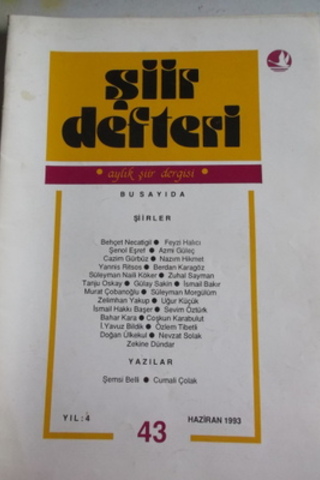 şiir
defteri
• aylık şiir dergisi •
BU SAYIDA
ŞİİRLER
Behçet Necatigil ● Feyzi Halıcı
Şenol Eşret ● Azmi Güleç
Cazim Gürbüz ● Nazım Hikmet
Yannis Ritsos ● Berdan Karagöz
Süleyman Naili Köker ● Zuhal Sayman
Tanju Oskay ● Gülay Sakin ● İsmail Bakır
Murat Çobanoğlu ● Süleyman Morgülüm
Zelimhan Yakup ● Uğur Küçük
İsmail Hakkı Başer ● Sevim Öztürk
Bahar Kara ● Coşkun Karabulut
İ.Yavuz Bildik ● Özlem Tibetli
Doğan Ülkekul ● Nevzat Solak
Zekine Dündar
YAZILAR
Şemsi Belli ● Cumali Çolak
YIL:4
43
HAZİRAN 1993